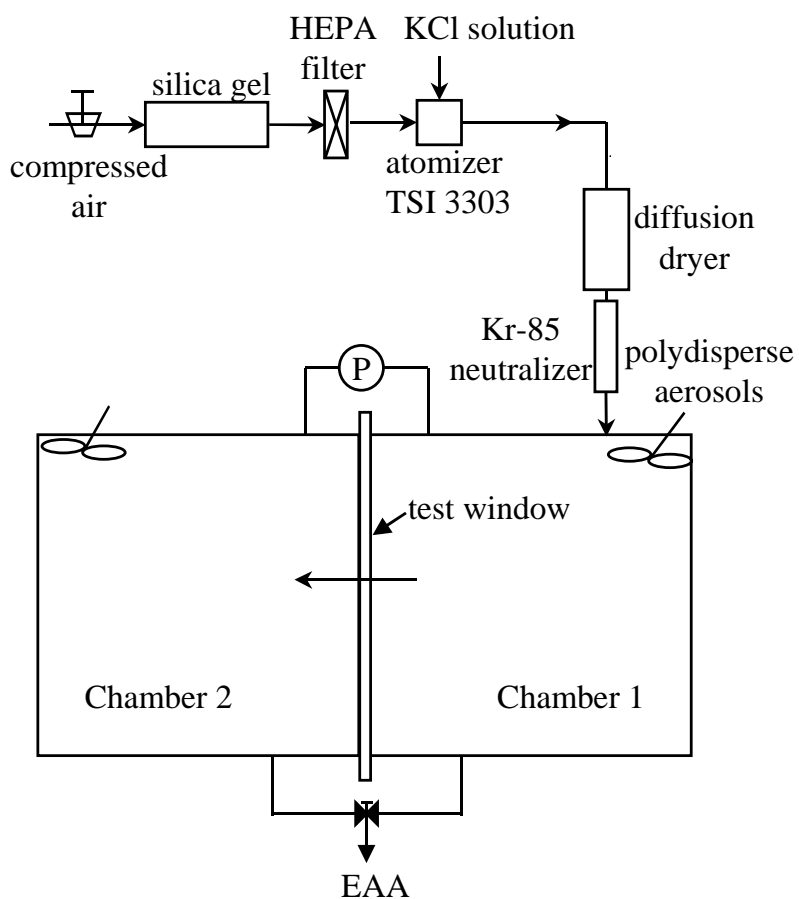 HEPA
filter
KCl solution
silica gel
compressed
air
atomizer
TSI 3303
diffusion
dryer
Kr-85
neutralizer
polydisperse
aerosols
P
test window
Chamber 2
Chamber 1
EAA